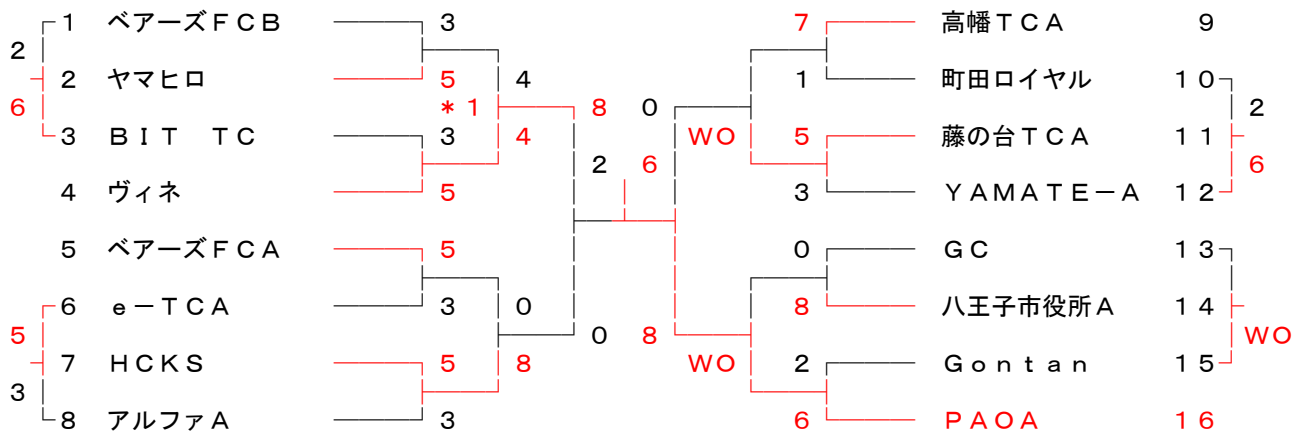 1 ベアーズＦＣＢ 3 7 高幡ＴＣＡ 9
2
2 ヤマヒロ 5 4 1 町田ロイヤル 10
6 ＊1 8 0 2
3 ＢＩＴ ＴＣ 3 4 WO 5 藤の台ＴＣＡ 11
2 6 6
4 ヴィネ 5 3 ＹＡＭＡＴＥ－Ａ 12
5 ベアーズＦＣＡ 5 0 ＧＣ 13
6 ｅ－ＴＣＡ 3 0 8 八王子市役所Ａ 14
5 0 8 WO
7 ＨＣＫＳ 5 8 WO 2 Ｇｏｎｔａｎ 15
3
8 アルファＡ 3 6 ＰＡＯＡ 16